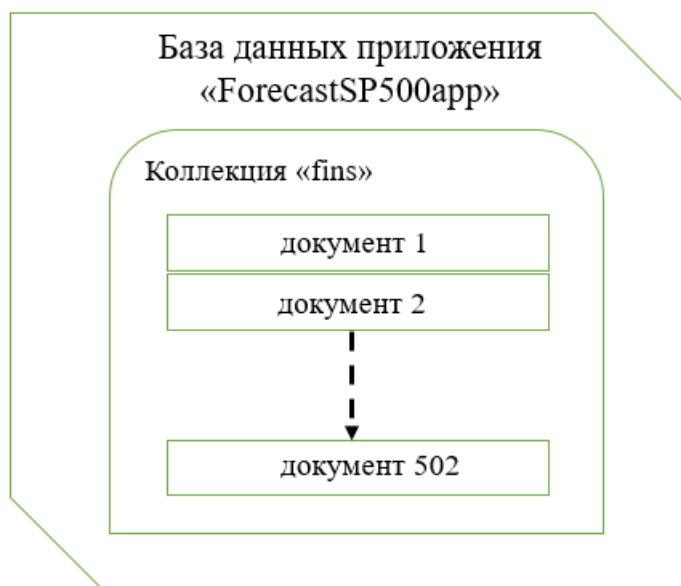 База данных приложения
«ForecastSP500app»
Коллекция «fins»
документ 1
документ 2
документ 502